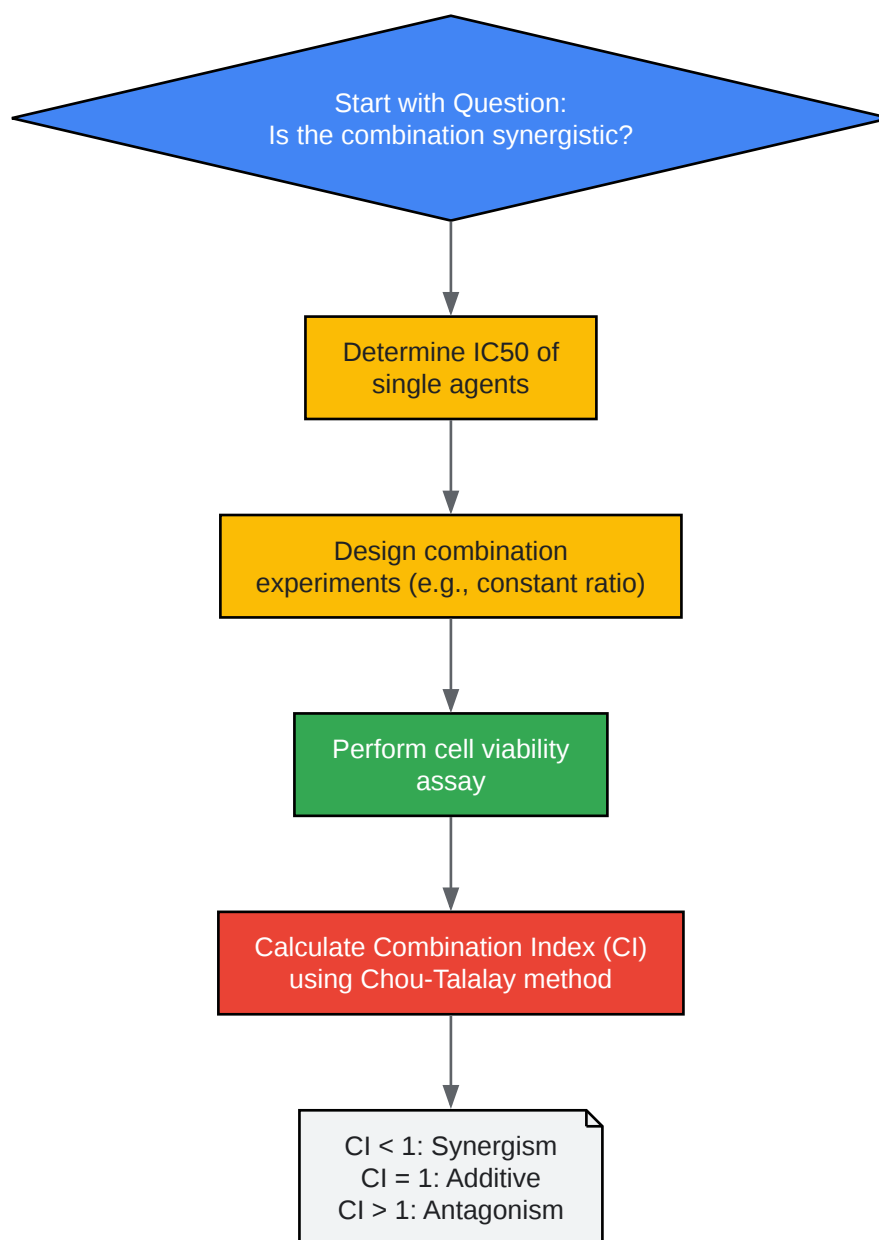 Start with Question:
Is the combination synergistic?
Determine IC50 of
single agents
Design combination
experiments (e.g., constant ratio)
Perform cell viability
assay
Calculate Combination Index (CI)
using Chou-Talalay method
CI < 1: Synergism
CI = 1: Additive
CI > 1: Antagonism